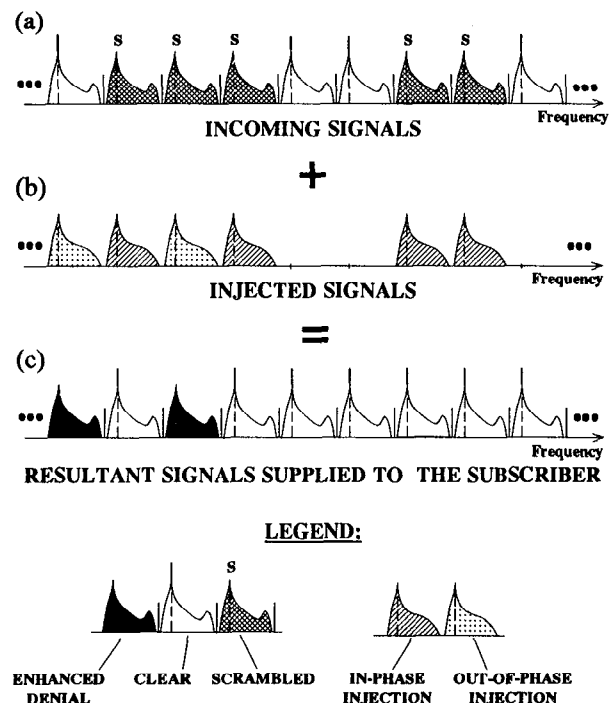 (a)
S S S S S
••• •••
Frequency
INCOMING SIGNALS
+
(b)
••• •••
Frequency
INJECTED SIGNALS
=
(c)
••• •••
Frequency
RESULTANT SIGNALS SUPPLIED TO THE SUBSCRIBER
LEGEND:
S
ENHANCED DENIAL
CLEAR
SCRAMBLED
IN-PHASE INJECTION
OUT-OF-PHASE INJECTION